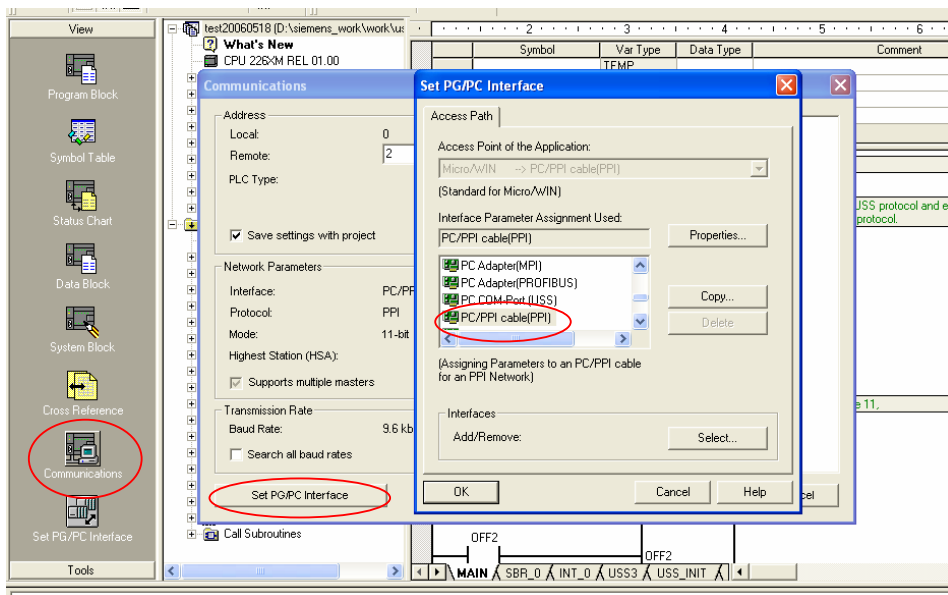 View
Program Block
Symbol Table
Status Chart
Data Block
System Block
Cross Reference
Communications
Set PG/PC Interface
Tools
test20060518 (D:\siemens_work\work\us
What's New
CPU 226XM REL 01.00
Call Subroutines
3 4 5 6
Symbol Var Type Data Type Comment
TEMP
USS protocol and e
protocol.
e 11,
OFF2
OFF2
MAIN SBR_0 INT_0 USS3 USS_INIT
Communications
Address
Local: 0
Remote: 2
PLC Type:
Save settings with project
Network Parameters
Interface: PC/PP
Protocol: PPI
Mode: 11-bit
Highest Station (HSA):
Supports multiple masters
Transmission Rate
Baud Rate: 9.6 kb
Search all baud rates
Set PG/PC Interface
cel
Set PG/PC Interface
Access Path
Access Point of the Application:
Micro/WIN --> PC/PPI cable(PPI)
(Standard for Micro/WIN)
Interface Parameter Assignment Used:
PC/PPI cable(PPI)
Properties...
PC Adapter(MPI)
PC Adapter(PROFIBUS)
PC COM-Port (USS)
PC/PPI cable(PPI)
Copy...
Delete
(Assigning Parameters to an PC/PPI cable
for an PPI Network)
Interfaces
Add/Remove:
Select...
OK
Cancel
Help